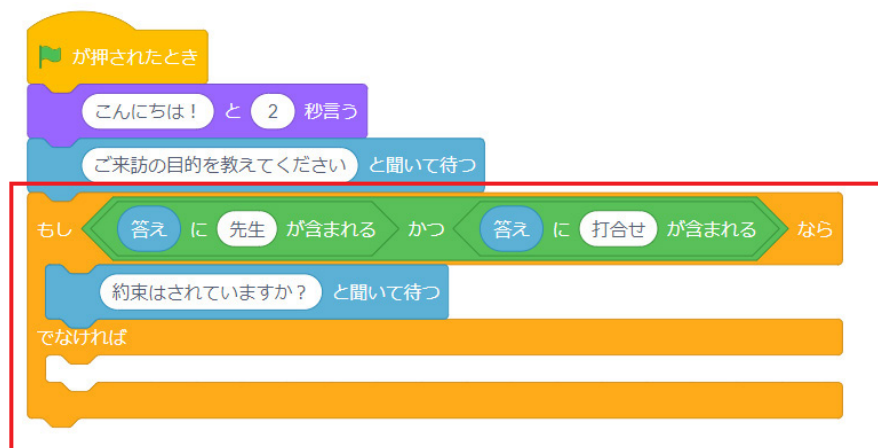 が押されたとき
こんにちは！ と 2 秒言う
ご来訪の目的を教えてください と聞いて待つ
もし 答え に 先生 が含まれる かつ 答え に 打合せ が含まれる なら
約束はされていますか？ と聞いて待つ
でなければ